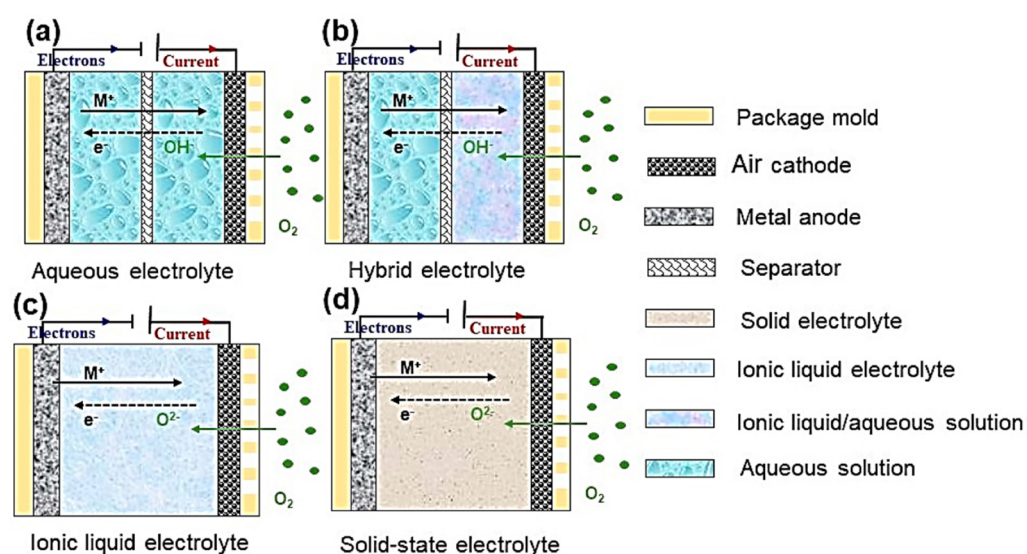 (a)
Electrons
Current
M⁺
e⁻
OH⁻
O₂
Aqueous electrolyte
(b)
Electrons
Current
M⁺
e⁻
OH⁻
O₂
Hybrid electrolyte
(c)
Electrons
Current
M⁺
e⁻
O²⁻
O₂
Ionic liquid electrolyte
(d)
Electrons
Current
M⁺
e⁻
O²⁻
O₂
Solid-state electrolyte
Package mold
Air cathode
Metal anode
Separator
Solid electrolyte
Ionic liquid electrolyte
Ionic liquid/aqueous solution
Aqueous solution